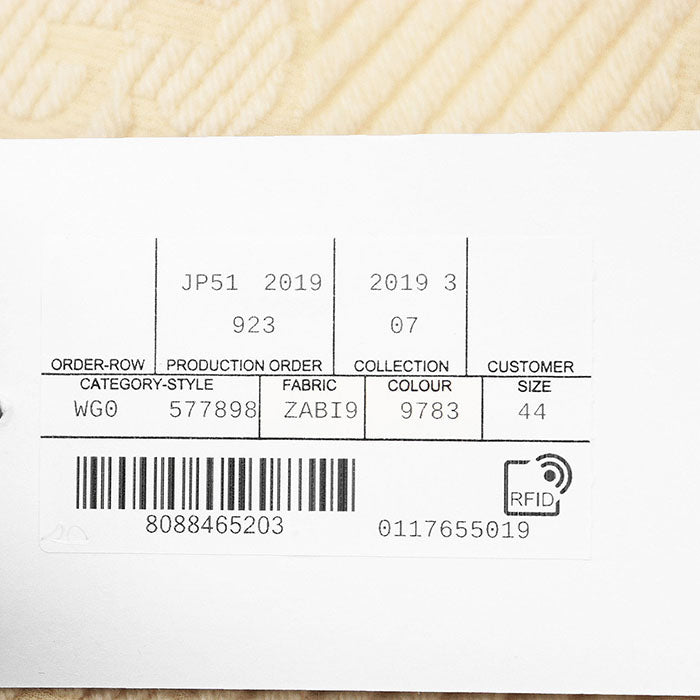 JP51 2019 2019 3
923 07
ORDER-ROW PRODUCTION ORDER COLLECTION CUSTOMER
CATEGORY-STYLE FABRIC COLOUR SIZE
WG0 577898 ZABI9 9783 44
RFID
8088465203 0117655019